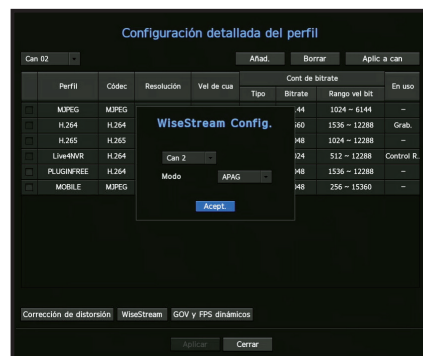 Configuración detallada del perfil
Can 02
Añad.
Borrar
Aplic a can
Perfil
Códec
Resolución
Vel de cua
Cont de bitrate
En uso
Tipo
Bitrate
Rango vel bit
MJPEG MJPEG 1024 ~ 6144 –
H.264 H.264 1536 ~ 12288 Grab.
H.265 H.265 1024 ~ 12288 –
Live4NVR H.264 512 ~ 12288 Control R.
PLUGINFREE H.264 1536 ~ 12288 –
MOBILE MJPEG 256 ~ 15360 –
WiseStream Config.
Can 2
Modo APAG
Acept.
Corrección de distorsión
WiseStream
GOV y FPS dinámicos
Aplicar
Cerrar